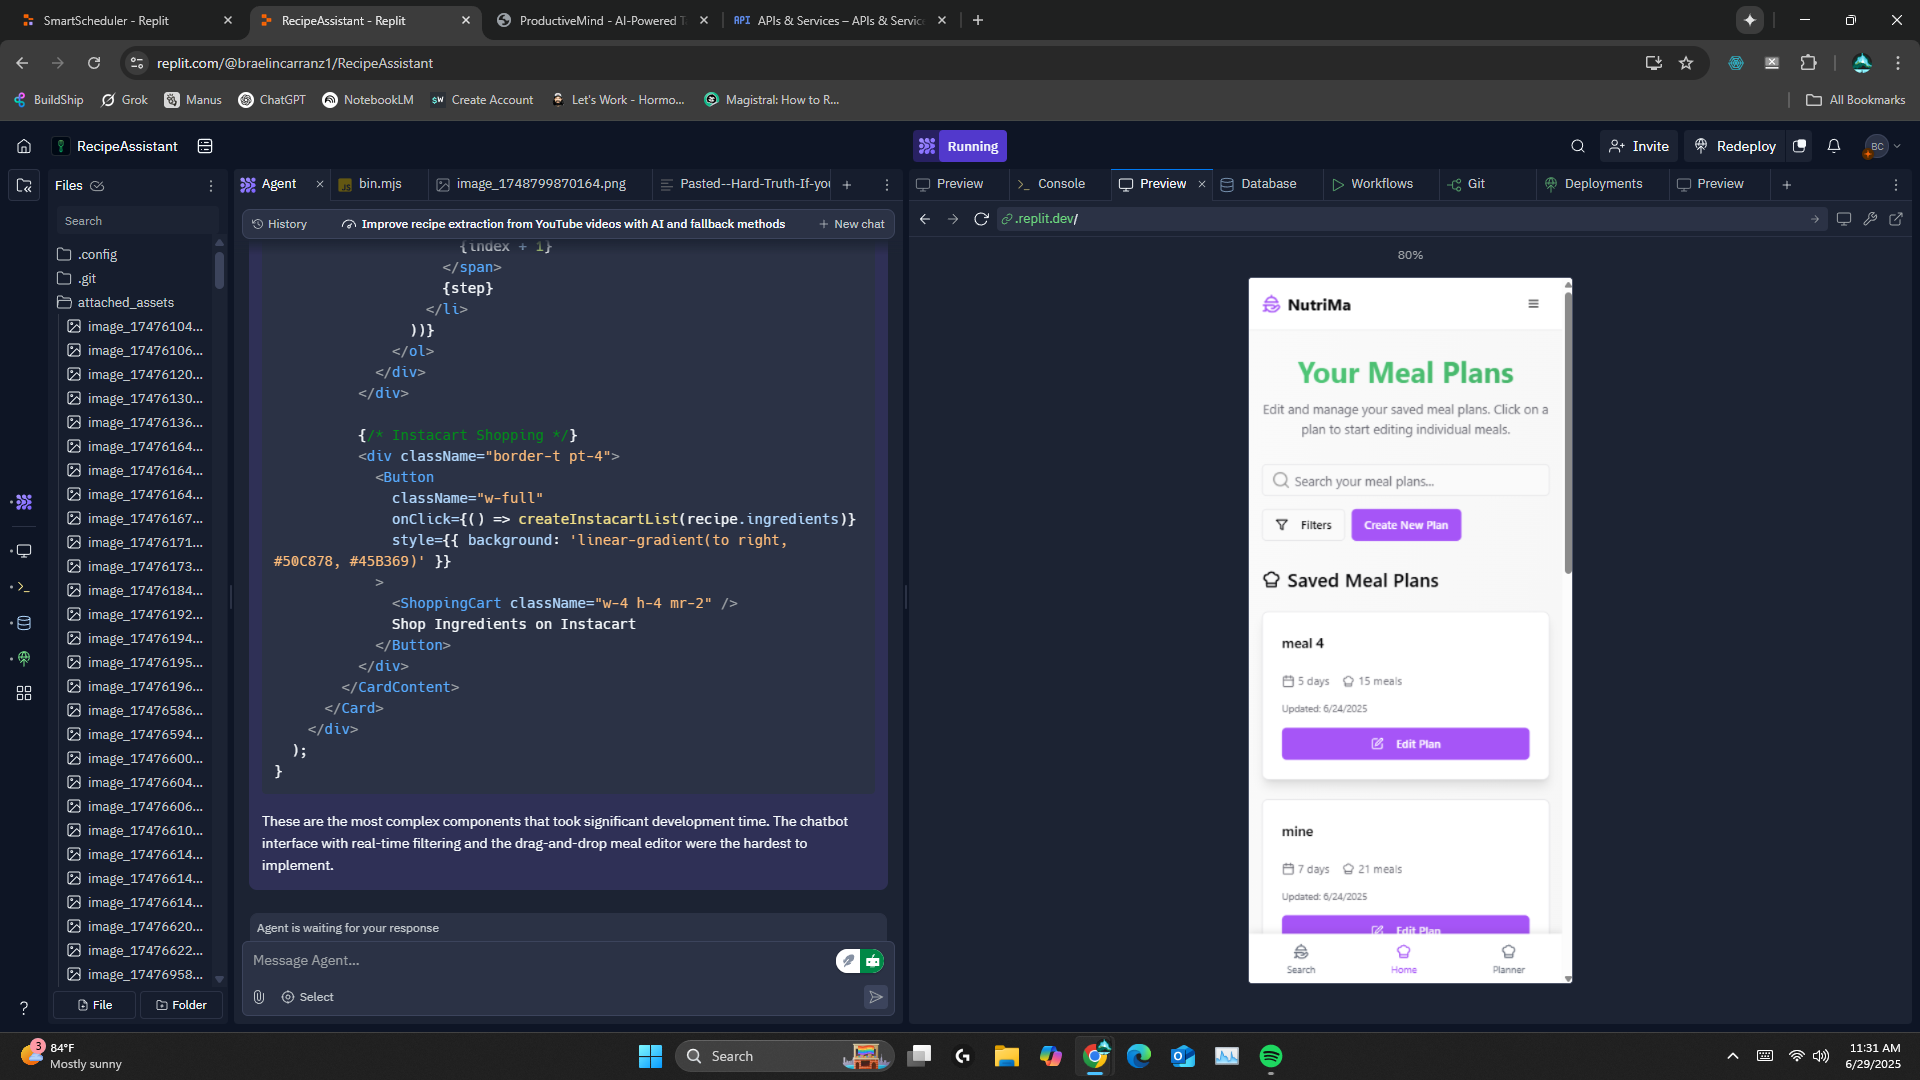 SmartScheduler - Replit
RecipeAssistant - Replit
ProductiveMind - AI-Powered T
API APIs & Services – APIs & Servic
replit.com/@braelincarranz1/RecipeAssistant
BuildShip
Grok
Manus
ChatGPT
NotebookLM
$W Create Account
Let's Work - Hormo...
Magistral: How to R...
All Bookmarks
RecipeAssistant
Running
Invite
Redeploy
BC
Files
Agent
bin.mjs
image_1748799870164.png
Pasted--Hard-Truth-If-you
Preview
Console
Preview
Database
Workflows
Git
Deployments
Preview
Search
History
Improve recipe extraction from YouTube videos with AI and fallback methods
New chat
.replit.dev/
80%
.config
.git
attached_assets
image_17476104...
image_17476106...
image_17476120...
image_17476130...
image_17476136...
image_17476164...
image_17476164...
image_17476164...
image_17476167...
image_17476171...
image_17476173...
image_17476184...
image_17476192...
image_17476194...
image_17476195...
image_17476196...
image_17476586...
image_17476594...
image_17476600...
image_17476604...
image_17476606...
image_17476610...
image_17476614...
image_17476614...
image_17476614...
image_17476620...
image_17476622...
image_17476958...
File
Folder
{index + 1}
</span>
{step}
</li>
))}
</ol>
</div>
</div>
{/* Instacart Shopping */}
<div className="border-t pt-4">
<Button
className="w-full"
onClick={() => createInstacartList(recipe.ingredients)}
style={{ background: 'linear-gradient(to right,
#50C878, #45B369)' }}
>
<ShoppingCart className="w-4 h-4 mr-2" />
Shop Ingredients on Instacart
</Button>
</div>
</CardContent>
</Card>
</div>
);
}
These are the most complex components that took significant development time. The chatbot
interface with real-time filtering and the drag-and-drop meal editor were the hardest to
implement.
Agent is waiting for your response
Message Agent...
Select
NutriMa
Your Meal Plans
Edit and manage your saved meal plans. Click on a
plan to start editing individual meals.
Search your meal plans...
Filters
Create New Plan
Saved Meal Plans
meal 4
5 days
15 meals
Updated: 6/24/2025
Edit Plan
mine
7 days
21 meals
Updated: 6/24/2025
Edit Plan
Search
Home
Planner
3
84°F
Mostly sunny
Search
11:31 AM
6/29/2025